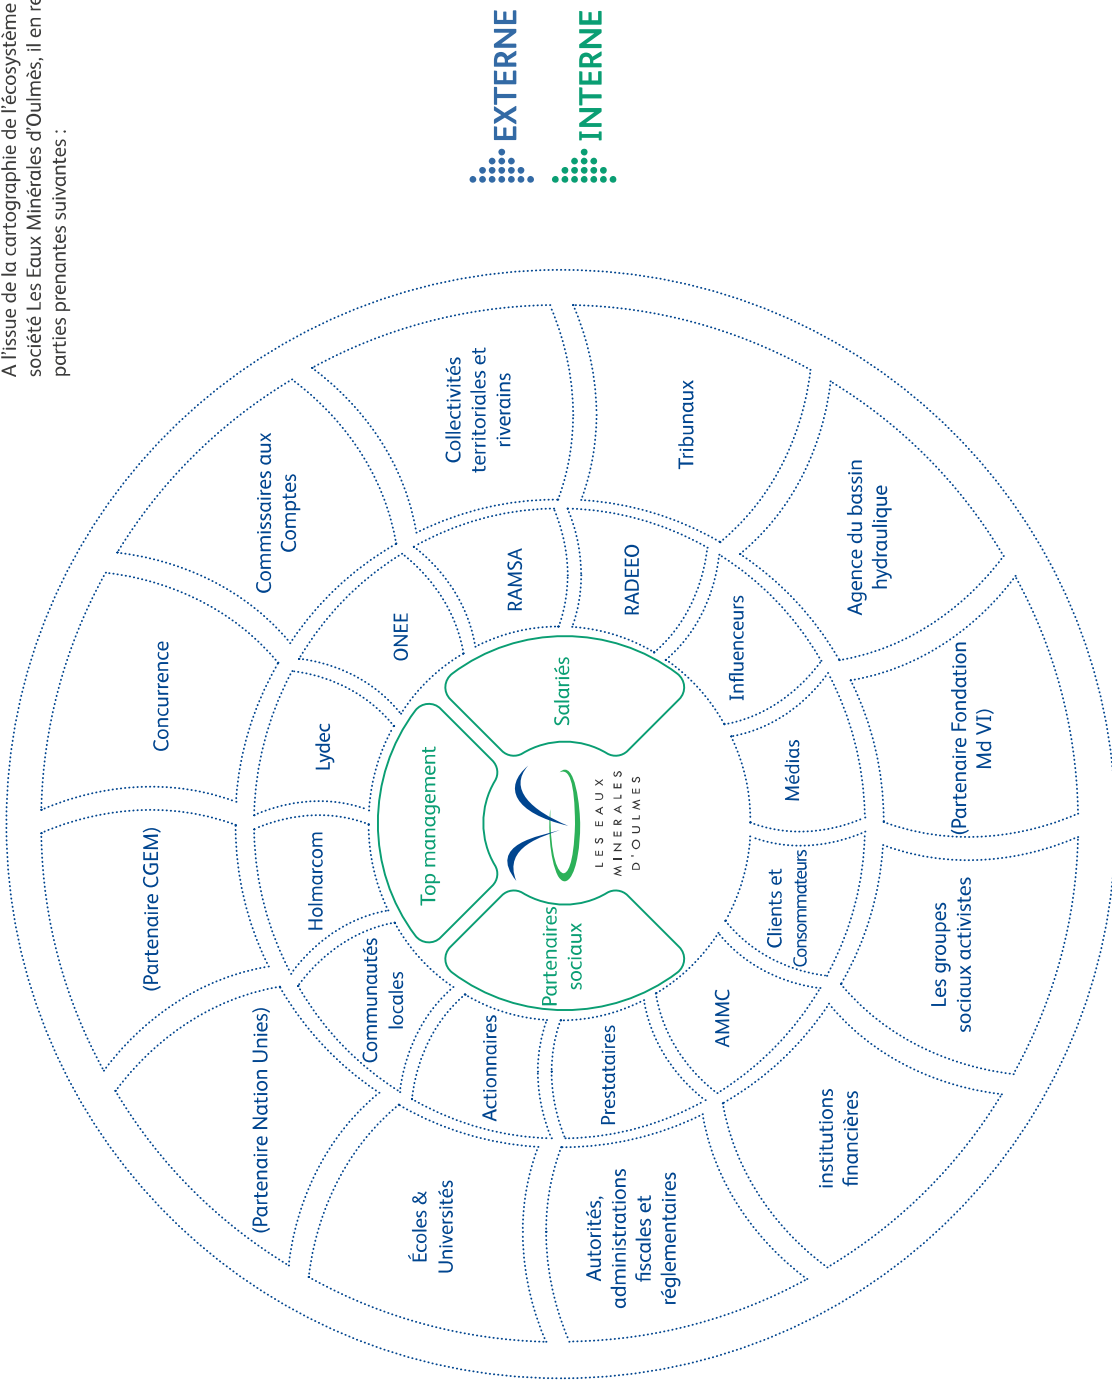 A l'issue de la cartographie de l'écosystème
société Les Eaux Minérales d'Oulmès, il en re
parties prenantes suivantes :
EXTERNE
INTERNE
Concurrence
Commissaires aux
Comptes
Collectivités
territoriales et
riverains
Tribunaux
Agence du bassin
hydraulique
(Partenaire Fondation
Md VI)
Les groupes
sociaux activistes
institutions
financières
Autorités,
administrations
fiscales et
réglementaires
Écoles &
Universités
(Partenaire Nation Unies)
(Partenaire CGEM)
Lydec
ONEE
RAMSA
RADEEO
Influenceurs
Médias
Clients et
Consommateurs
AMMC
Prestataires
Actionnaires
Communautés
locales
Holmarcom
Top management
Salariés
Partenaires
sociaux
LES EAUX
MINERALES
D'OULMES